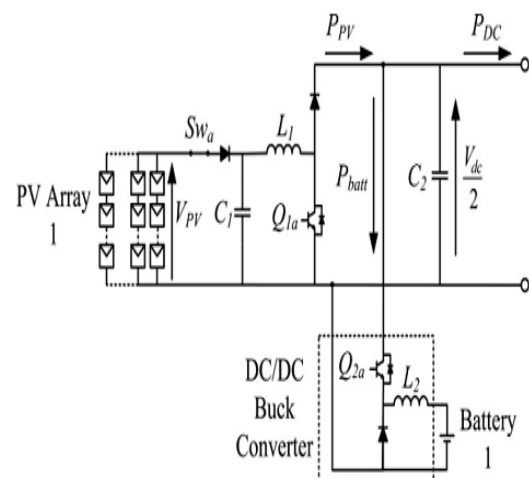 P_PV
P_DC
Sw_a
L_1
PV Array
1
V_PV
C_1
Q_1a
P_batt
C_2
V_dc
2
DC/DC
Buck
Converter
Q_2a
L_2
Battery
1